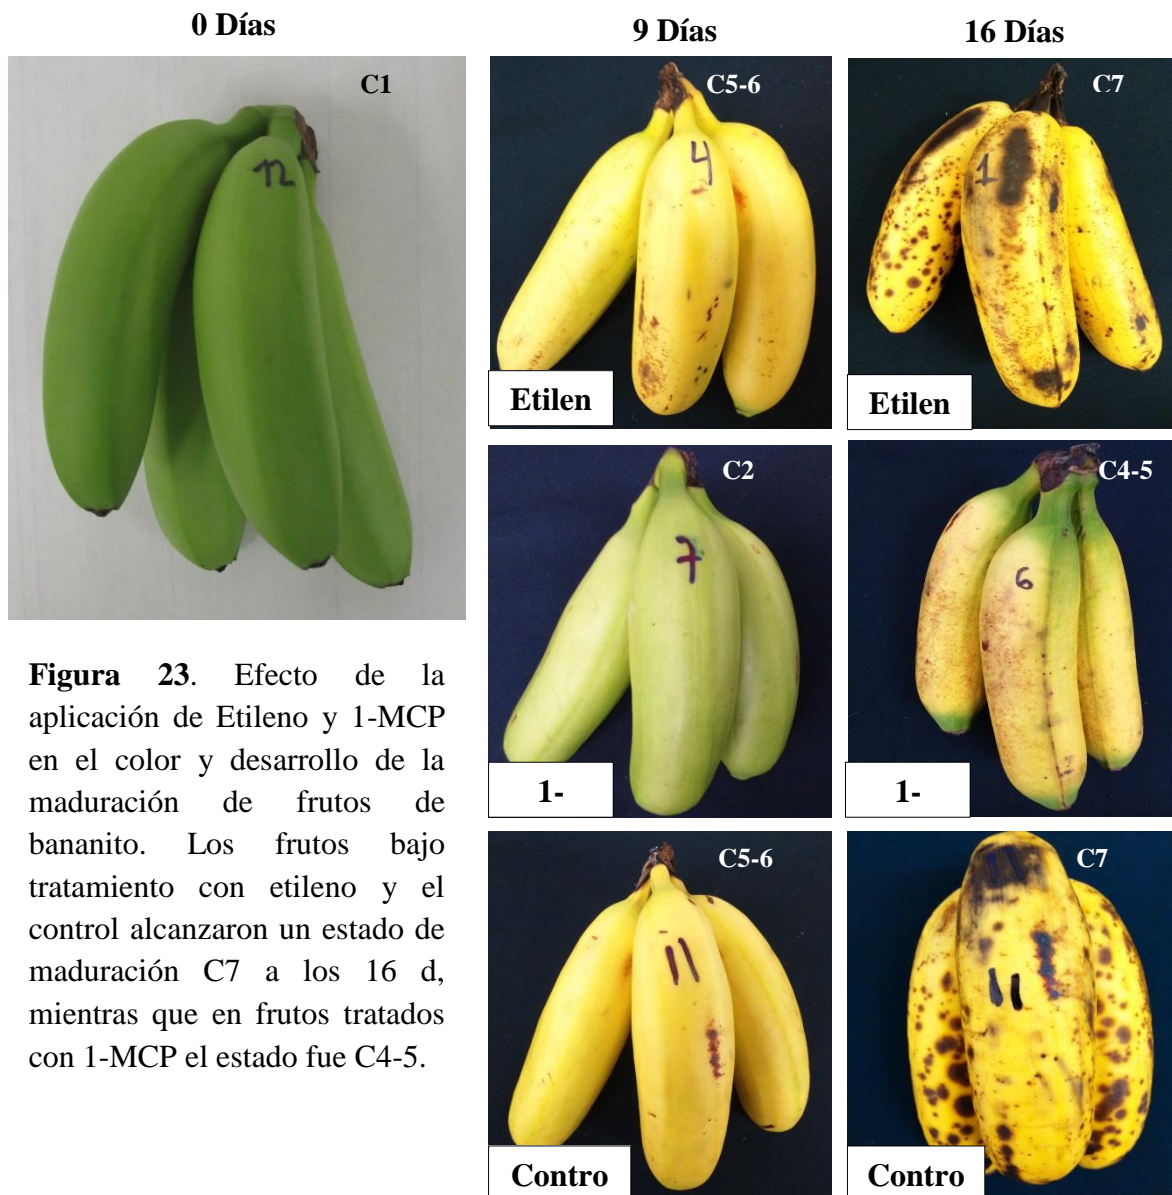 0 Días
9 Días
16 Días
C1
12
C5-6
4
Etilen
C7
1
Etilen
C2
7
1-
C4-5
6
1-
Figura 23. Efecto de la
aplicación de Etileno y 1-MCP
en el color y desarrollo de la
maduración de frutos de
bananito. Los frutos bajo
tratamiento con etileno y el
control alcanzaron un estado de
maduración C7 a los 16 d,
mientras que en frutos tratados
con 1-MCP el estado fue C4-5.
C5-6
11
Contro
C7
11
Contro